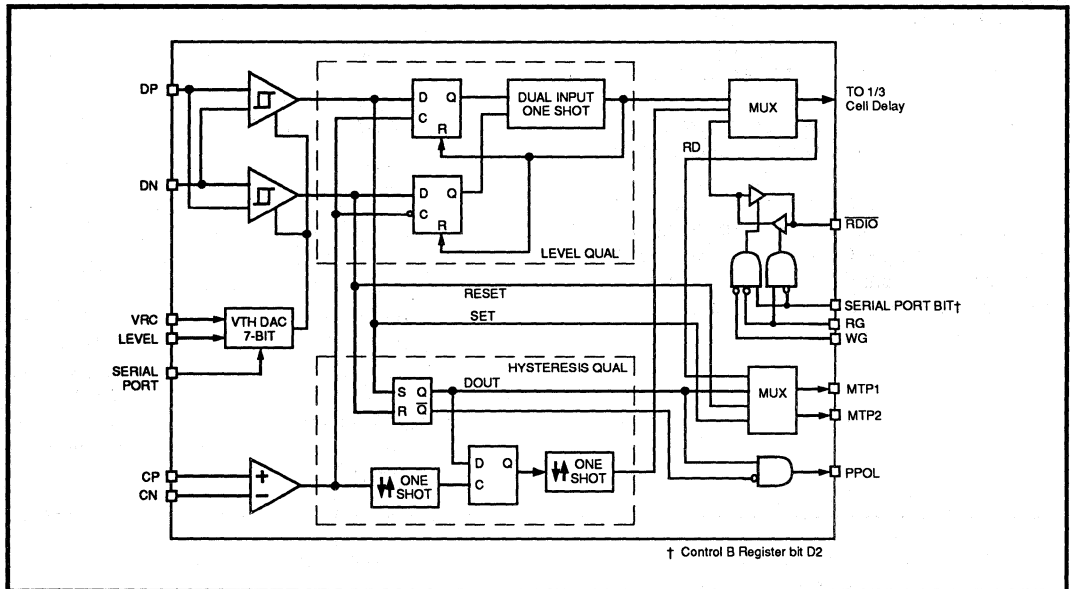 DP
DN
VRC
LEVEL
SERIAL
PORT
CP
CN
VTH DAC
7-BIT
+
−
D Q
C
R
D Q
C
R
DUAL INPUT
ONE SHOT
LEVEL QUAL
RESET
SET
HYSTERESIS QUAL
S Q
R Q̅
DOUT
ONE
SHOT
D Q
C
ONE
SHOT
MUX
RD
MUX
TO 1/3
Cell Delay
R̅D̅I̅O̅
SERIAL PORT BIT†
RG
WG
MTP1
MTP2
PPOL
† Control B Register bit D2